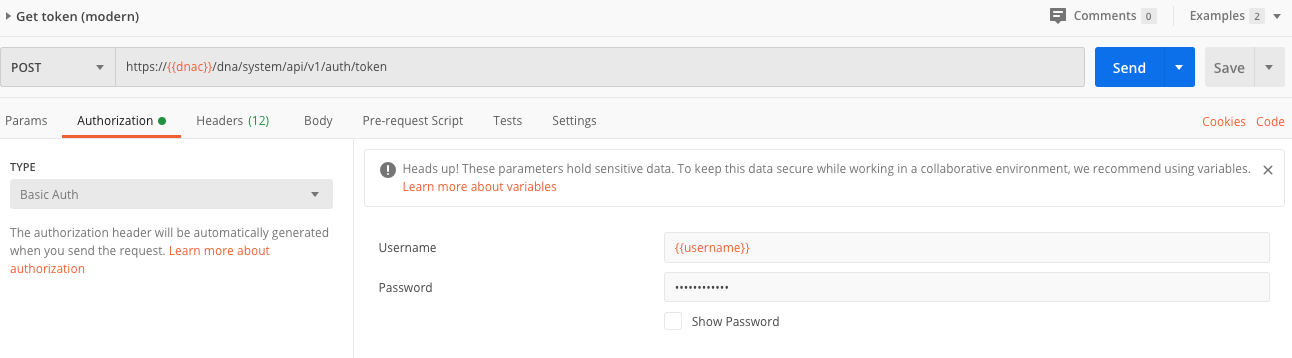 Get token (modern)
Comments 0 Examples 2
POST https://{{dnac}}/dna/system/api/v1/auth/token Send Save
Params Authorization Headers (12) Body Pre-request Script Tests Settings Cookies Code
TYPE
Basic Auth
The authorization header will be automatically generated
when you send the request. Learn more about
authorization
Heads up! These parameters hold sensitive data. To keep this data secure while working in a collaborative environment, we recommend using variables.
Learn more about variables
Username {{username}}
Password ••••••••••••
Show Password